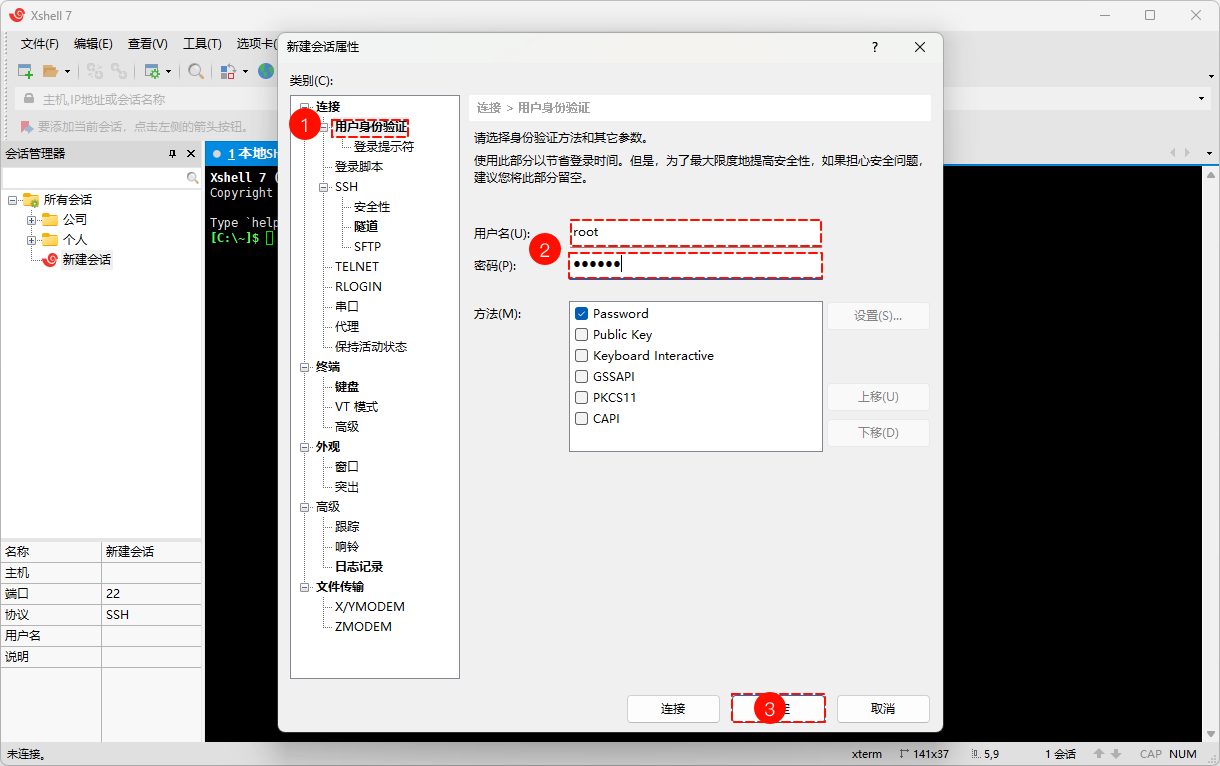 Xshell 7
文件(F) 编辑(E) 查看(V) 工具(T) 选项卡(
主机,IP地址或会话名称
要添加当前会话，点击左侧的箭头按钮。
会话管理器
所有会话
公司
个人
新建会话
名称 新建会话
主机
端口 22
协议 SSH
用户名
说明
1 本地Sh
Xshell 7 (
Copyright
Type `help
[C:\~]$
新建会话属性
?
类别(C):
连接
1
用户身份验证
登录提示符
登录脚本
SSH
安全性
隧道
SFTP
TELNET
RLOGIN
串口
代理
保持活动状态
终端
键盘
VT 模式
高级
外观
窗口
突出
高级
跟踪
响铃
日志记录
文件传输
X/YMODEM
ZMODEM
连接 > 用户身份验证
请选择身份验证方法和其它参数。
使用此部分以节省登录时间。但是，为了最大限度地提高安全性，如果担心安全问题，
建议您将此部分留空。
用户名(U): root
2
密码(P): ●●●●●●
方法(M):
Password
Public Key
Keyboard Interactive
GSSAPI
PKCS11
CAPI
设置(S)...
上移(U)
下移(D)
连接
3
取消
未连接。
xterm 141x37 5,9 1 会话 CAP NUM